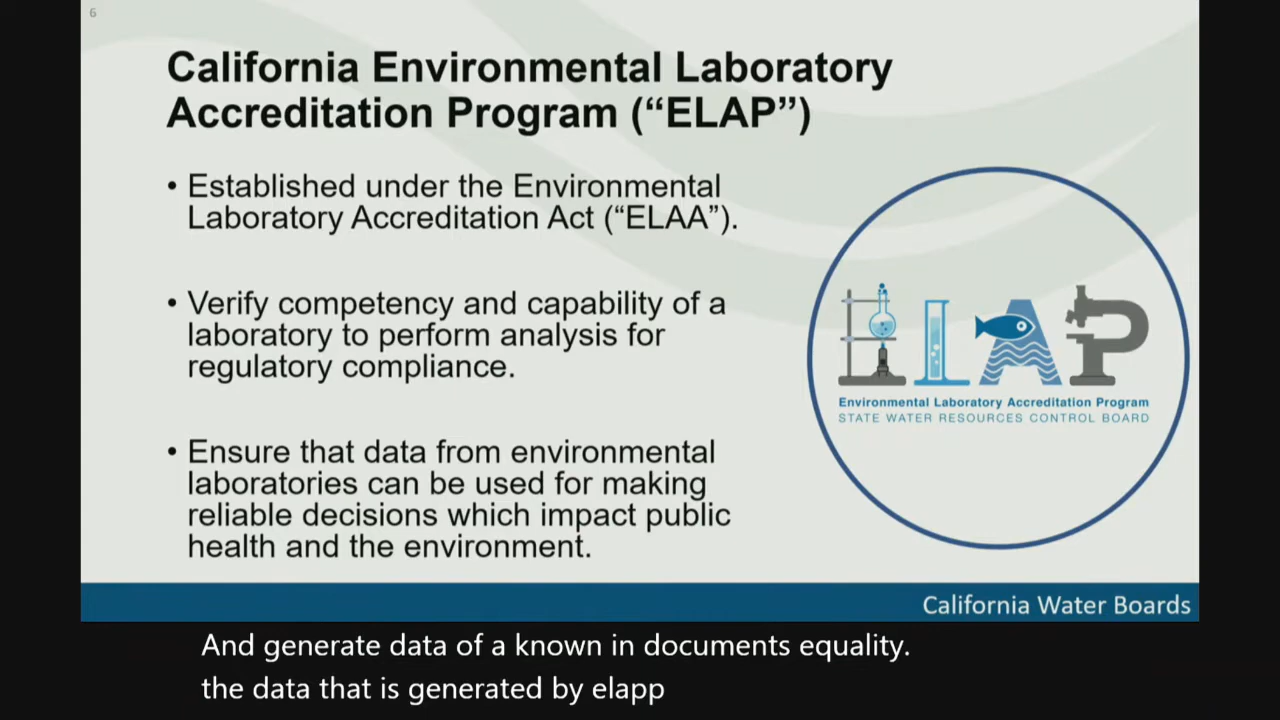 6
California Environmental Laboratory
Accreditation Program (“ELAP”)
• Established under the Environmental
Laboratory Accreditation Act (“ELAA”).
• Verify competency and capability of a
laboratory to perform analysis for
regulatory compliance.
• Ensure that data from environmental
laboratories can be used for making
reliable decisions which impact public
health and the environment.
ELAP
Environmental Laboratory Accreditation Program
STATE WATER RESOURCES CONTROL BOARD
California Water Boards
And generate data of a known in documents equality.
the data that is generated by elapp